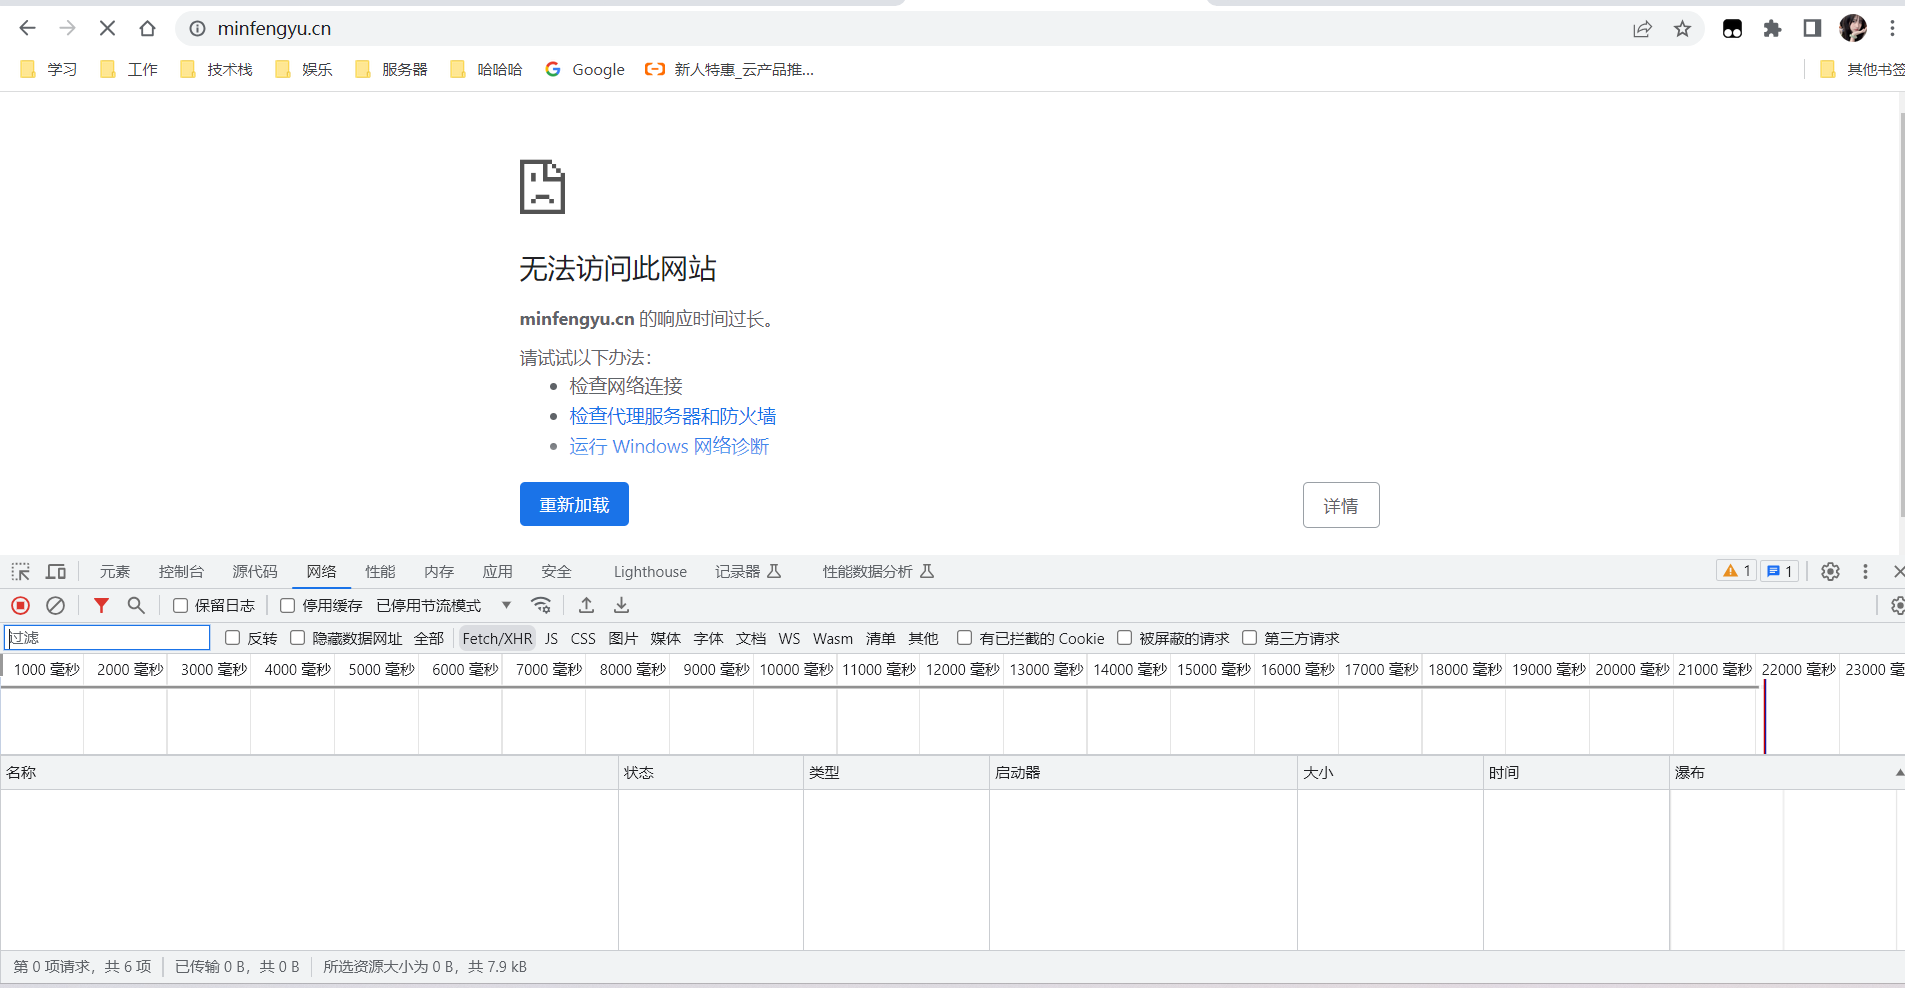 minfengyu.cn
学习 工作 技术栈 娱乐 服务器 哈哈哈 Google 新人特惠_云产品推... 其他书签
无法访问此网站
minfengyu.cn 的响应时间过长。
请试试以下办法：
检查网络连接
检查代理服务器和防火墙
运行 Windows 网络诊断
重新加载 详情
元素 控制台 源代码 网络 性能 内存 应用 安全 Lighthouse 记录器 性能数据分析 1 1
保留日志 停用缓存 已停用节流模式
过滤 反转 隐藏数据网址 全部 Fetch/XHR JS CSS 图片 媒体 字体 文档 WS Wasm 清单 其他 有已拦截的 Cookie 被屏蔽的请求 第三方请求
1000 毫秒 2000 毫秒 3000 毫秒 4000 毫秒 5000 毫秒 6000 毫秒 7000 毫秒 8000 毫秒 9000 毫秒 10000 毫秒 11000 毫秒 12000 毫秒 13000 毫秒 14000 毫秒 15000 毫秒 16000 毫秒 17000 毫秒 18000 毫秒 19000 毫秒 20000 毫秒 21000 毫秒 22000 毫秒 23000 毫
名称 状态 类型 启动器 大小 时间 瀑布
第 0 项请求，共 6 项 已传输 0 B，共 0 B 所选资源大小为 0 B，共 7.9 kB